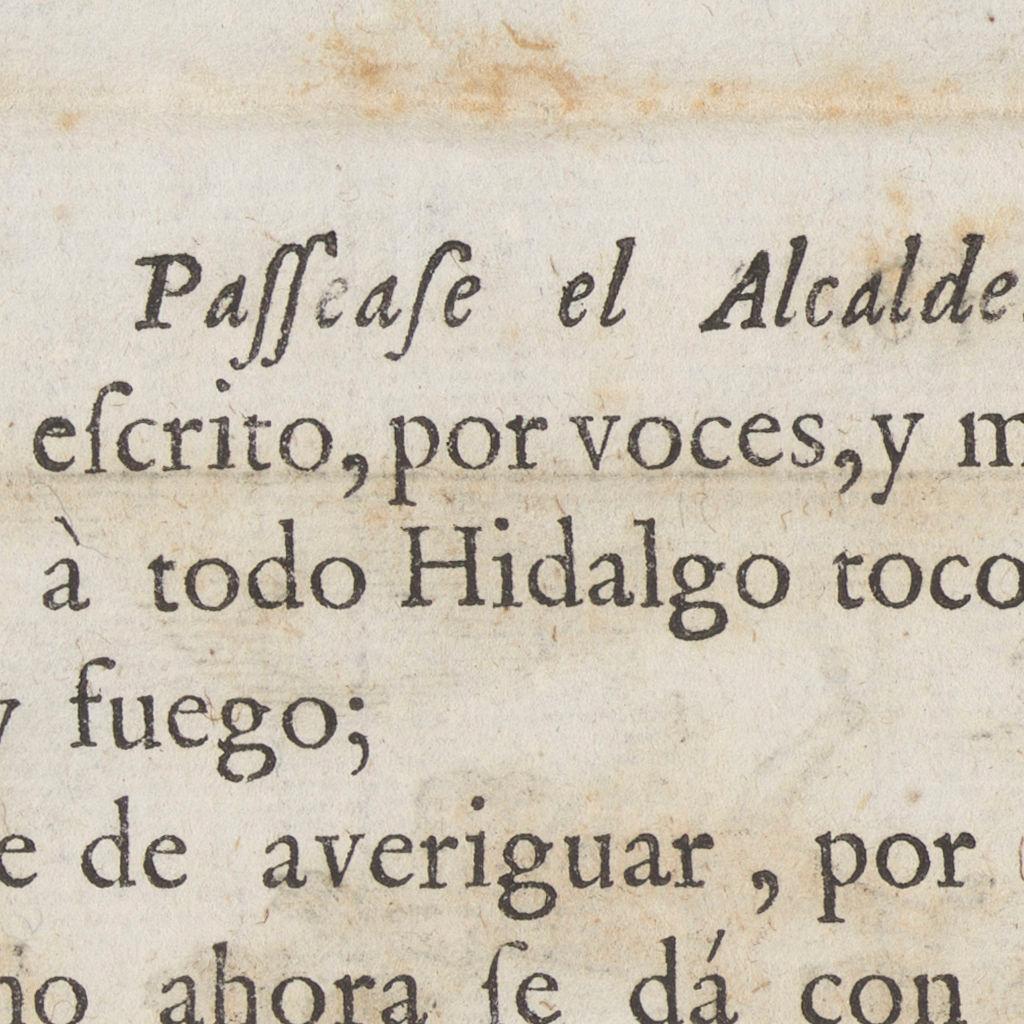 Paſſeaſe el Alcalde
eſcrito, por voces, y m
à todo Hidalgo toco
y fuego;
e de averiguar, por
no ahora ſe dá con